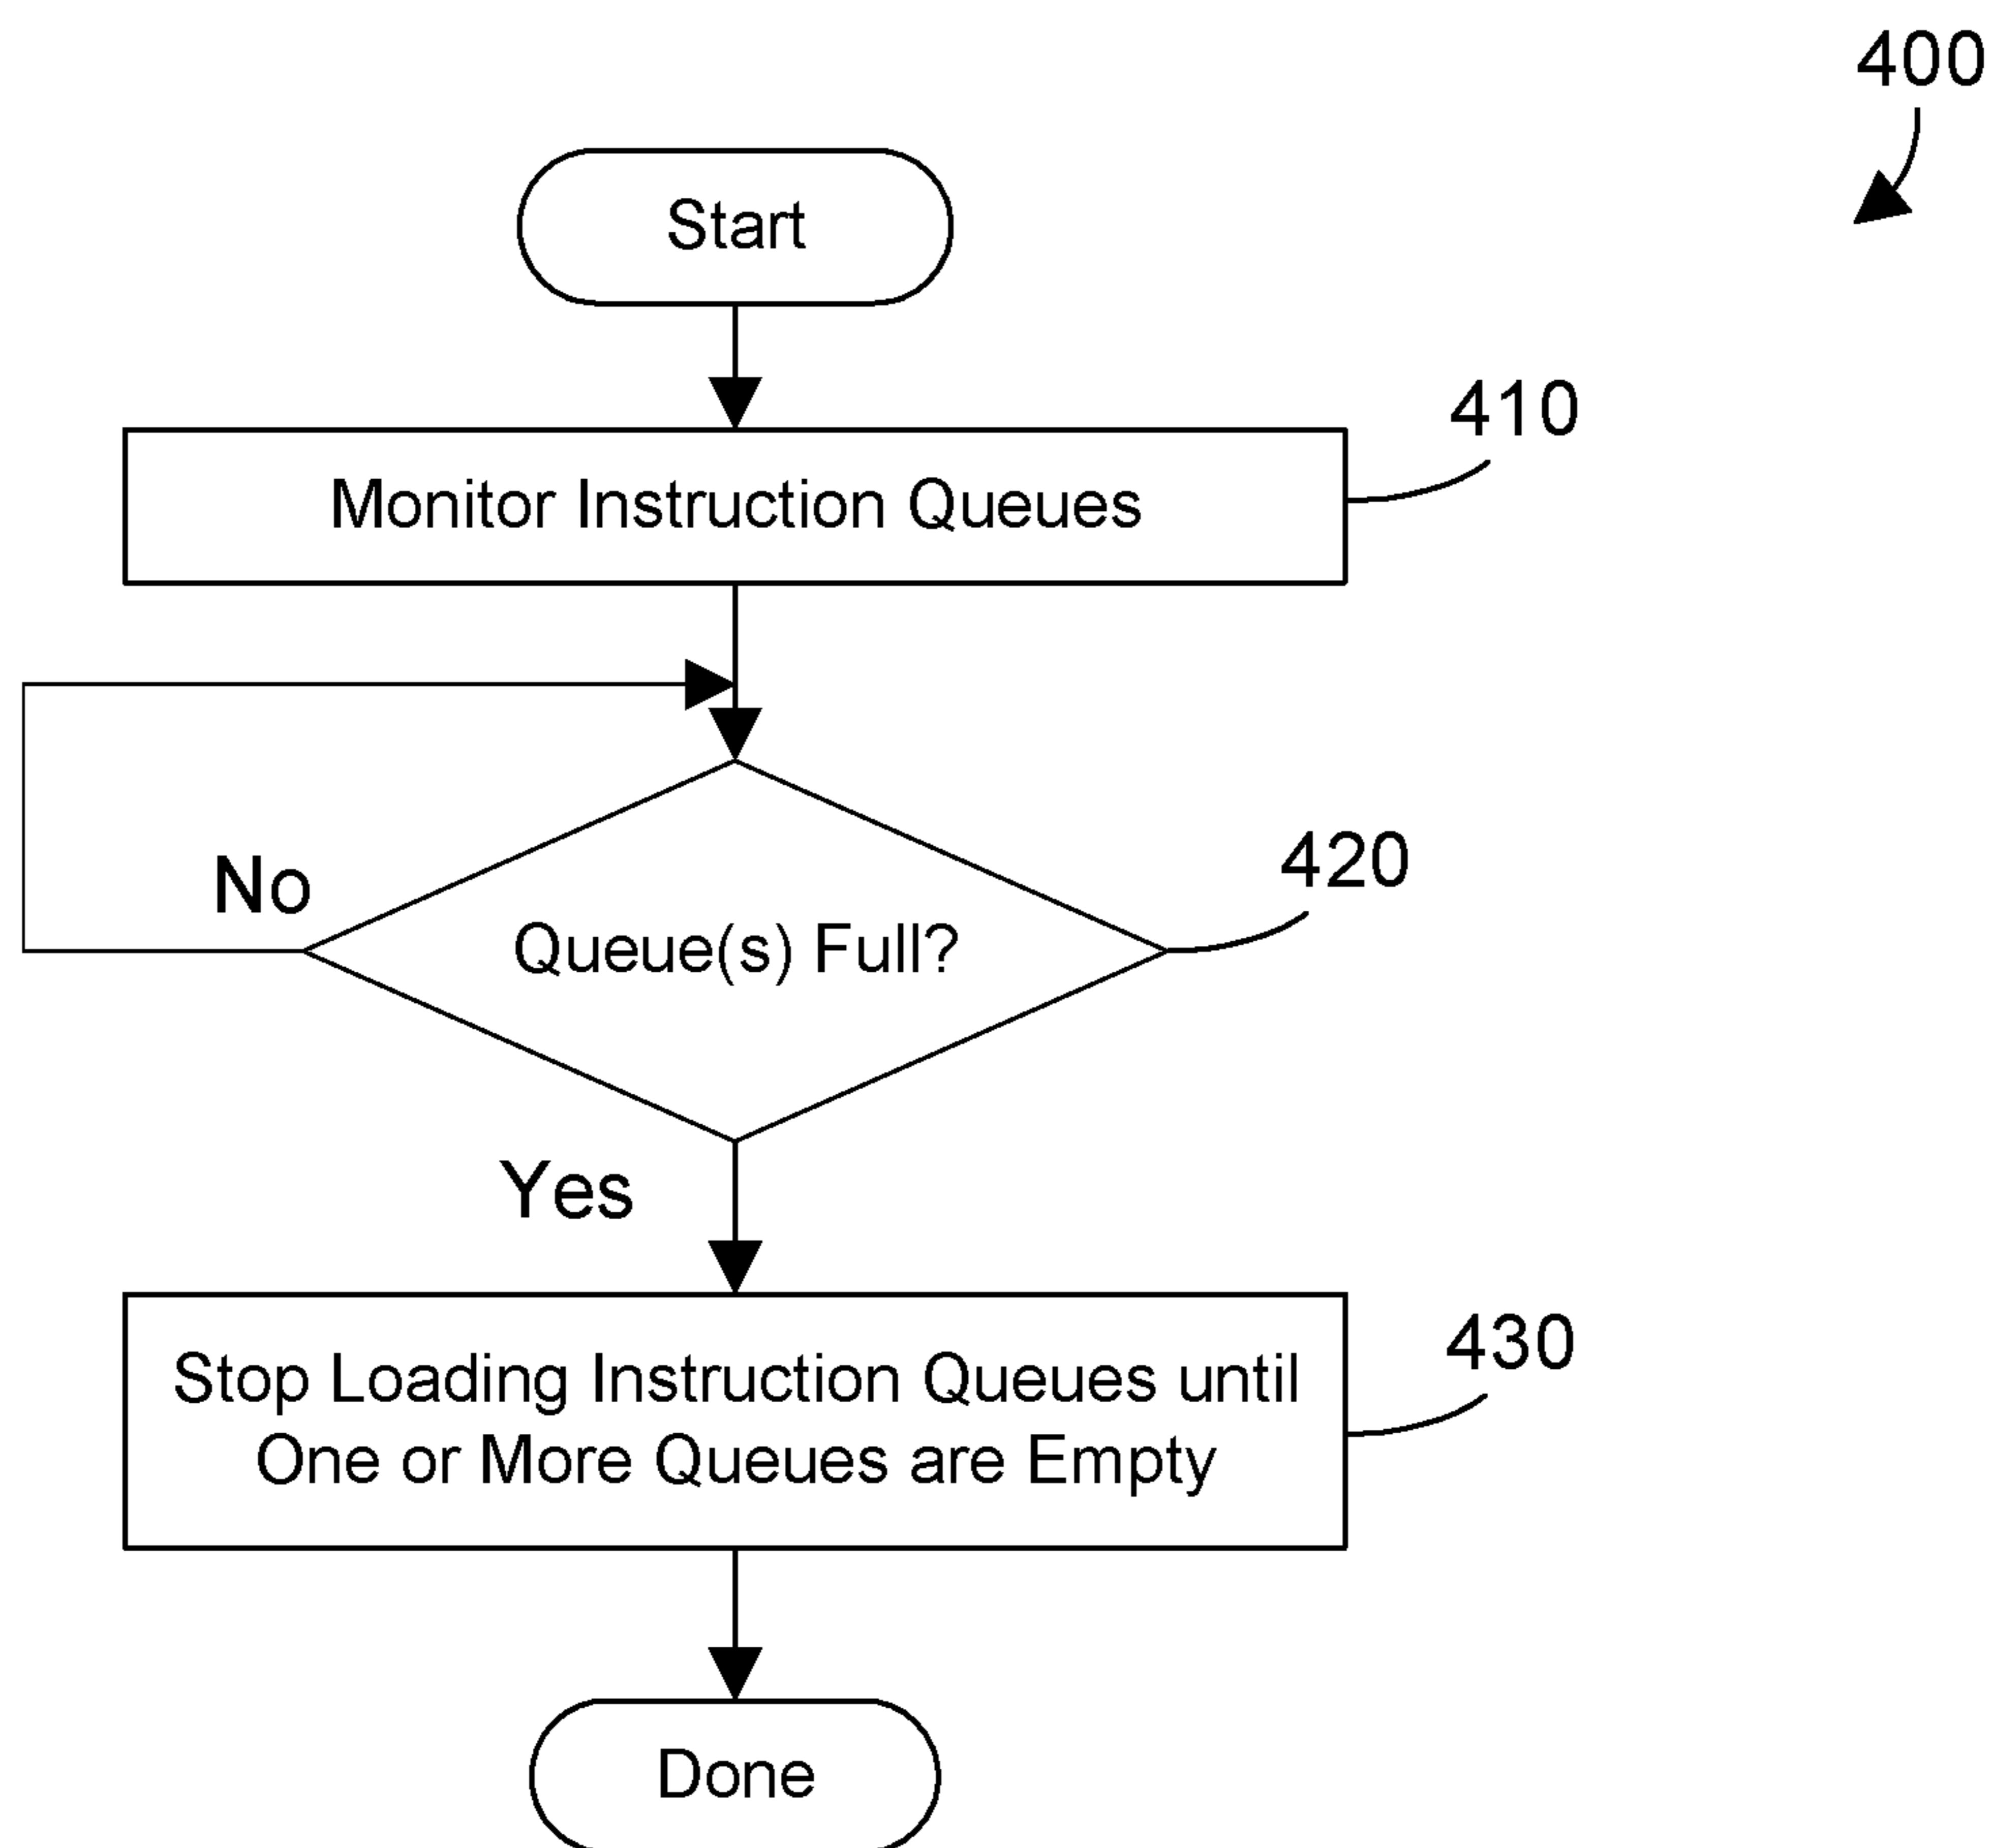 400
Start
410
Monitor Instruction Queues
No
420
Queue(s) Full?
Yes
430
Stop Loading Instruction Queues until
One or More Queues are Empty
Done